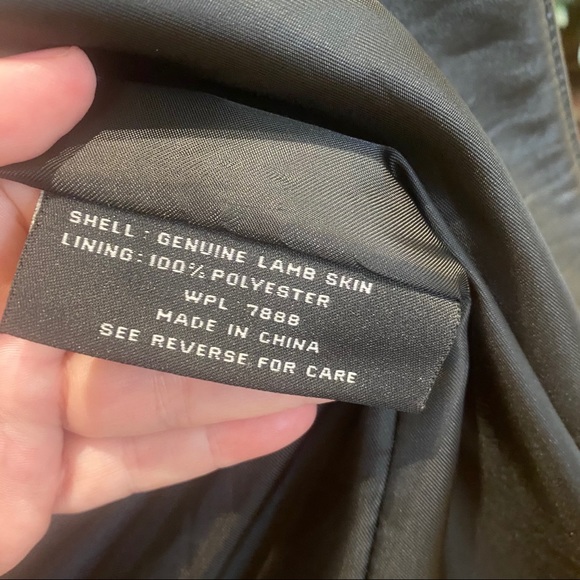 SHELL : GENUINE LAMB SKIN
LINING : 100% POLYESTER
WPL 7888
MADE IN CHINA
SEE REVERSE FOR CARE